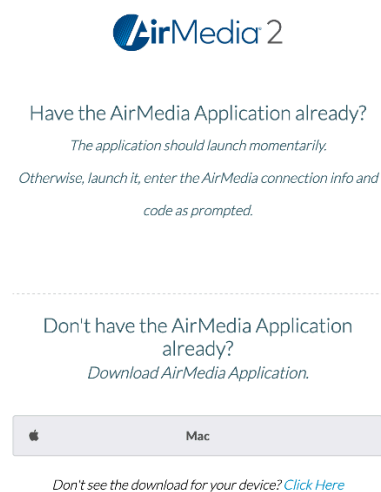 AirMedia 2
Have the AirMedia Application already?
The application should launch momentarily.
Otherwise, launch it, enter the AirMedia connection info and
code as prompted.
Don't have the AirMedia Application
already?
Download AirMedia Application.
Mac
Don't see the download for your device? Click Here